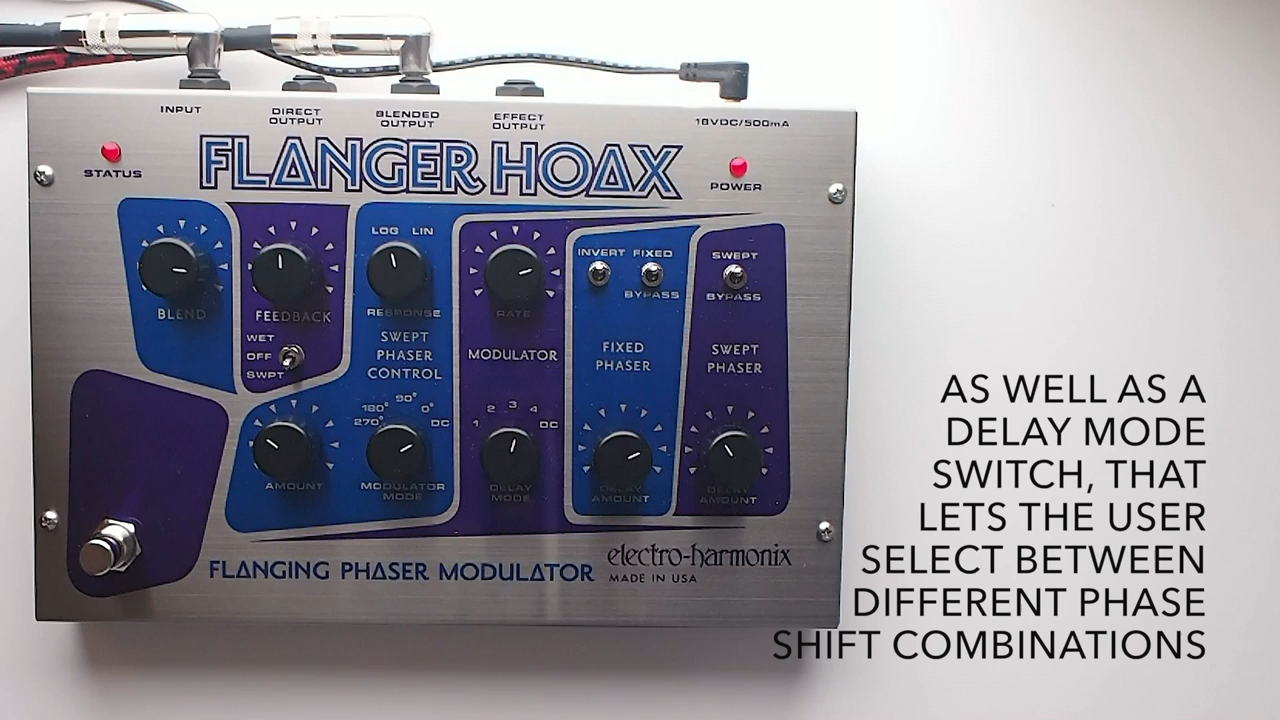 INPUT
DIRECT
OUTPUT
BLENDED
OUTPUT
EFFECT
OUTPUT
18VDC/500mA
STATUS
FLANGER HOAX
POWER
BLEND
FEEDBACK
WET
OFF
SWPT
LOG LIN
RESPONSE
SWEPT
PHASER
CONTROL
AMOUNT
90°
180° 0°
270° DC
MODULATOR
MODE
RATE
MODULATOR
1 2 3 4 DC
DELAY
MODE
INVERT FIXED
BYPASS
FIXED
PHASER
DELAY
AMOUNT
SWEPT
BYPASS
SWEPT
PHASER
DELAY
AMOUNT
FLANGING PHASER MODULATOR
electro-harmonix
MADE IN USA
AS WELL AS A
DELAY MODE
SWITCH, THAT
LETS THE USER
SELECT BETWEEN
DIFFERENT PHASE
SHIFT COMBINATIONS